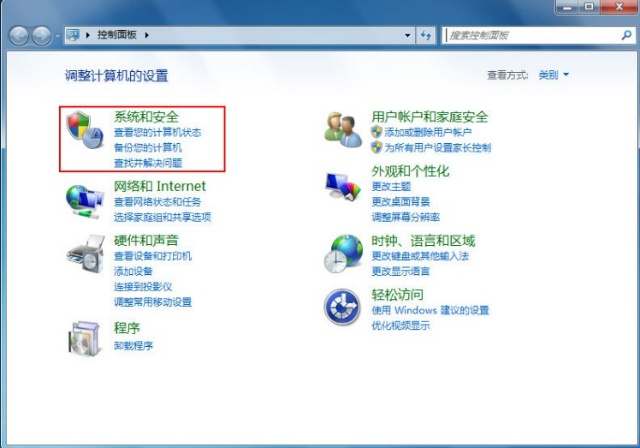 控制面板
搜索控制面板
调整计算机的设置
查看方式: 类别
系统和安全
查看您的计算机状态
备份您的计算机
查找并解决问题
网络和 Internet
查看网络状态和任务
选择家庭组和共享选项
硬件和声音
查看设备和打印机
添加设备
连接到投影仪
调整常用移动设置
程序
卸载程序
用户帐户和家庭安全
添加或删除用户帐户
为所有用户设置家长控制
外观和个性化
更改主题
更改桌面背景
调整屏幕分辨率
时钟、语言和区域
更改键盘或其他输入法
更改显示语言
轻松访问
使用 Windows 建议的设置
优化视频显示